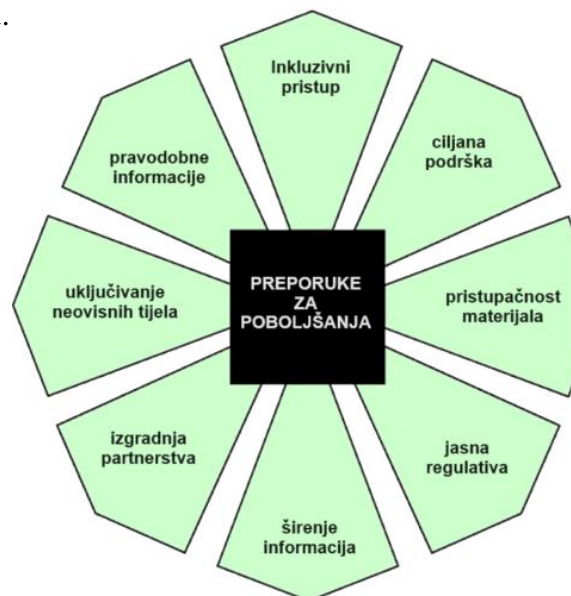 Inkluzivni
pristup
ciljana
podrška
pristupačnost
materijala
jasna
regulativa
širenje
informacija
izgradnja
partnerstva
uključivanje
neovisnih tijela
pravodobne
informacije
PREPORUKE
ZA
POBOLJŠANJA